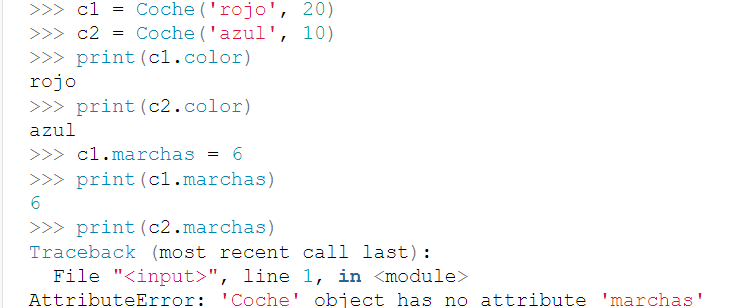 >>> c1 = Coche('rojo', 20)
>>> c2 = Coche('azul', 10)
>>> print(c1.color)
rojo
>>> print(c2.color)
azul
>>> c1.marchas = 6
>>> print(c1.marchas)
6
>>> print(c2.marchas)
Traceback (most recent call last):
  File "<input>", line 1, in <module>
AttributeError: 'Coche' object has no attribute 'marchas'